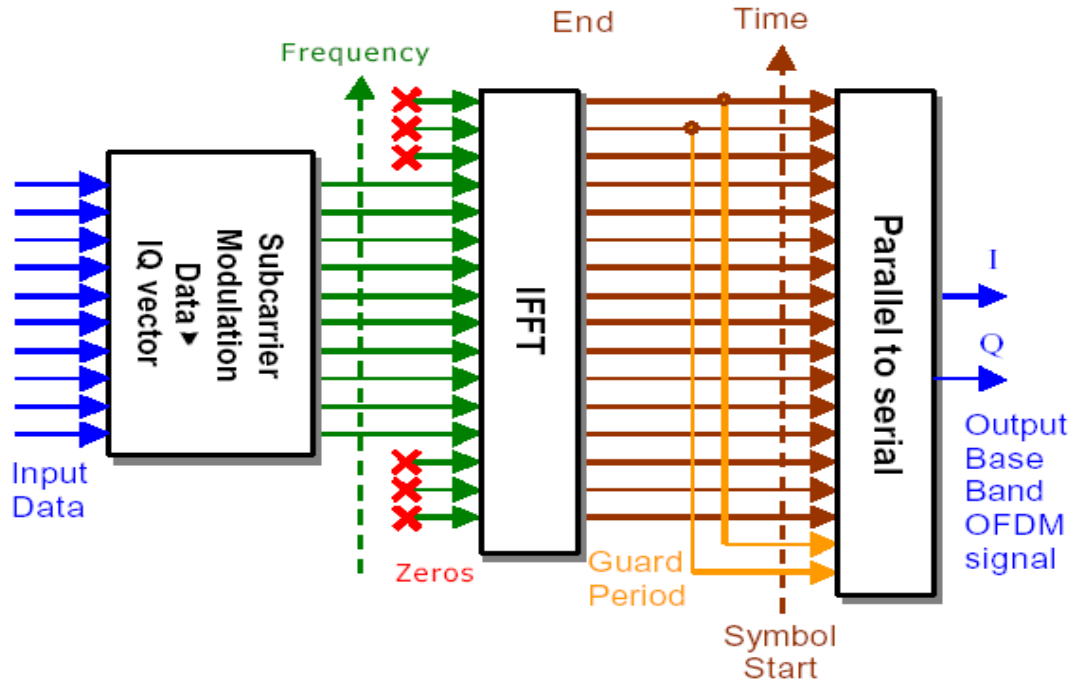 End
Time
Frequency
Subcarrier
Modulation
Data ▸
IQ vector
IFFT
Parallel to serial
I
Q
Input
Data
Zeros
Guard
Period
Output
Base
Band
OFDM
signal
Symbol
Start